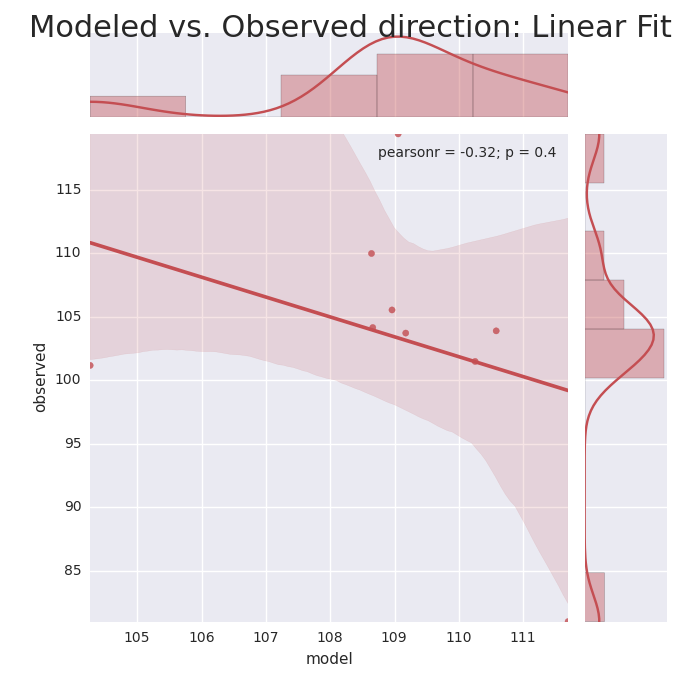 Modeled vs. Observed direction: Linear Fit
pearsonr = -0.32; p = 0.4
115
110
105
100
95
90
85
observed
105 106 107 108 109 110 111
model